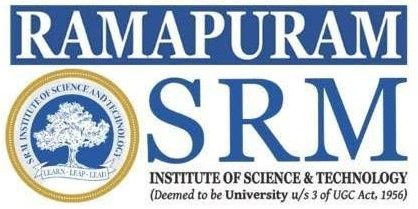 RAMAPURAM
SRM INSTITUTE OF SCIENCE AND TECHNOLOGY
LEARN - LEAP - LEAD
SRM
INSTITUTE OF SCIENCE & TECHNOLOGY
(Deemed to be University u/s 3 of UGC Act, 1956)